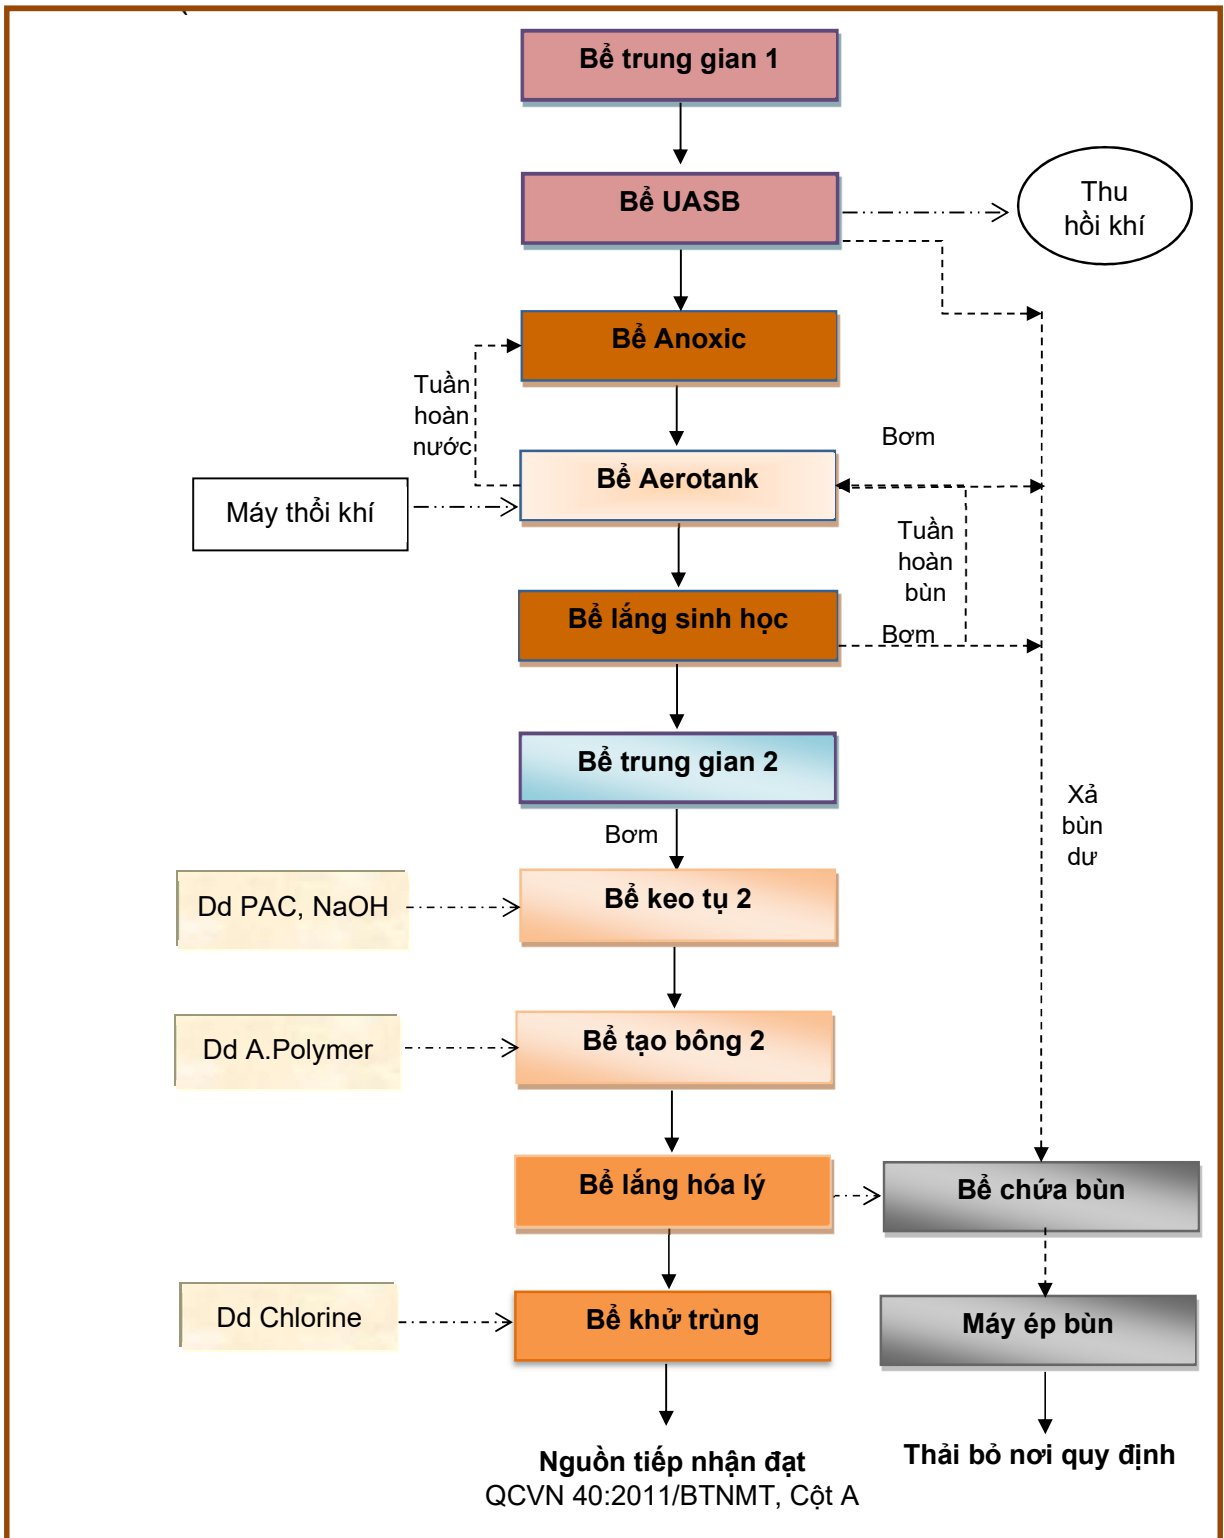 Bể trung gian 1
Bể UASB
Thu
hồi khí
Bể Anoxic
Tuần
hoàn
nước
Bơm
Bể Aerotank
Máy thổi khí
Tuần
hoàn
bùn
Bể lắng sinh học
Bơm
Bể trung gian 2
Xả
bùn
dư
Bơm
Dd PAC, NaOH
Bể keo tụ 2
Dd A.Polymer
Bể tạo bông 2
Bể lắng hóa lý
Bể chứa bùn
Dd Chlorine
Bể khử trùng
Máy ép bùn
Nguồn tiếp nhận đạt
QCVN 40:2011/BTNMT, Cột A
Thải bỏ nơi quy định